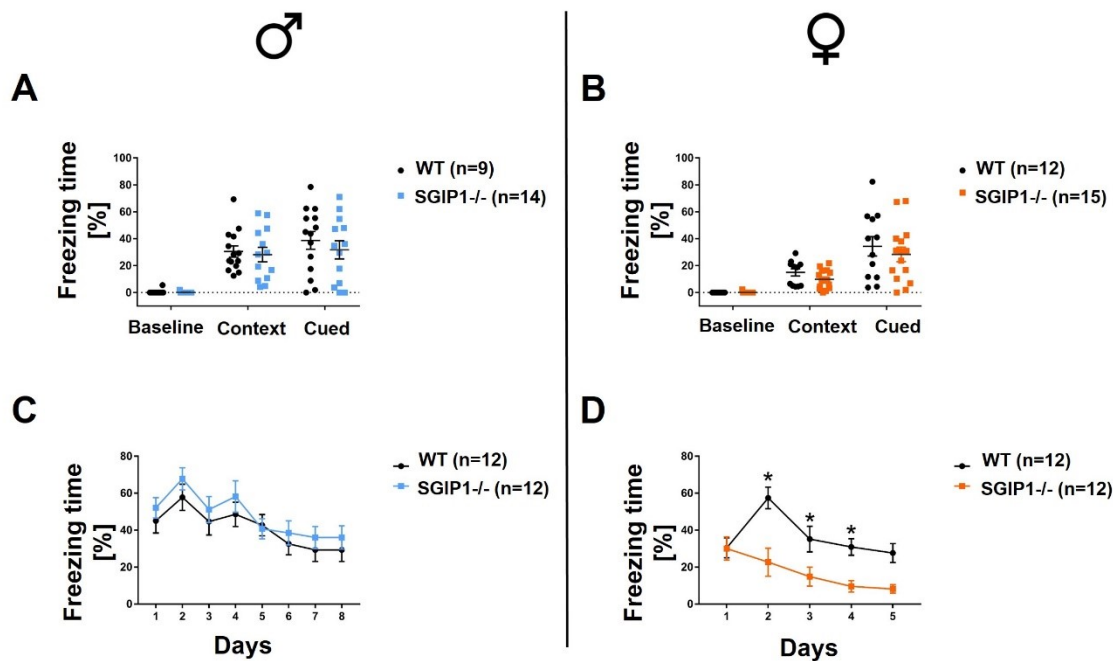 ♂
♀
A
Freezing time
[%]
100
80
60
40
20
0
Baseline
Context
Cued
WT (n=9)
SGIP1-/- (n=14)
B
Freezing time
[%]
100
80
60
40
20
0
Baseline
Context
Cued
WT (n=12)
SGIP1-/- (n=15)
C
Freezing time
[%]
80
60
40
20
0
1 2 3 4 5 6 7 8
Days
WT (n=12)
SGIP1-/- (n=12)
D
Freezing time
[%]
80
60
40
20
0
* * *
1 2 3 4 5
Days
WT (n=12)
SGIP1-/- (n=12)